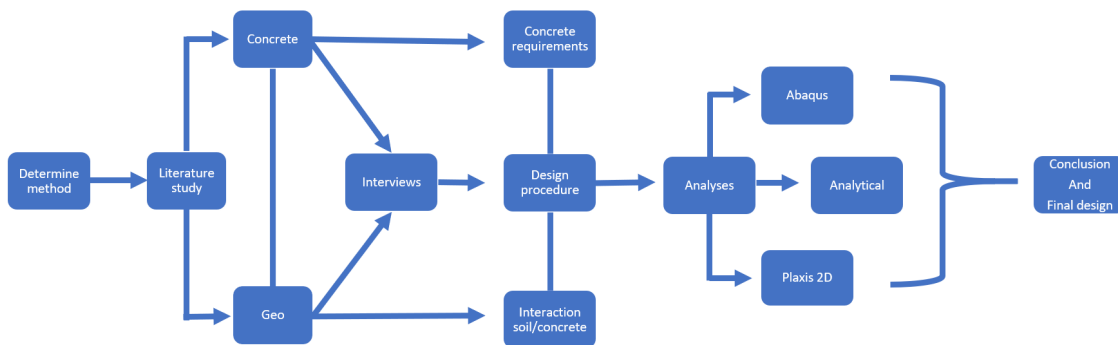 Determine
method
Literature
study
Concrete
Geo
Interviews
Concrete
requirements
Design
procedure
Interaction
soil/concrete
Analyses
Abaqus
Analytical
Plaxis 2D
Conclusion
And
Final design